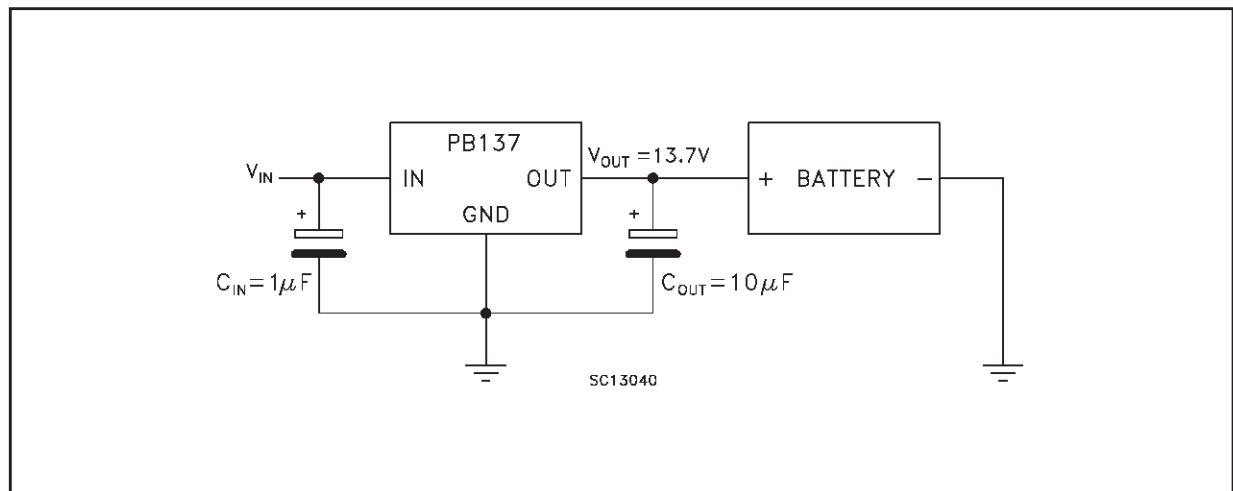 PB137
V_IN
IN
OUT
GND
V_OUT =13.7V
+ BATTERY −
+
+
C_IN=1μF
C_OUT=10μF
SC13040